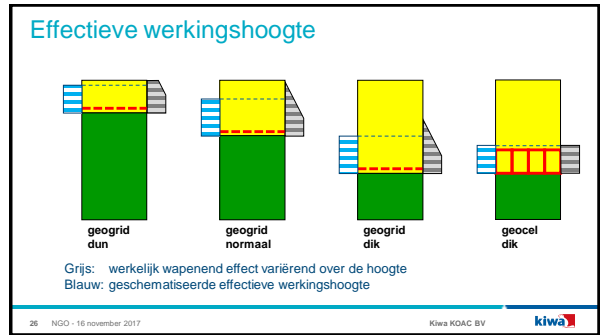 Effectieve werkingshoogte
geogrid dun
geogrid normaal
geogrid dik
geocel dik
Grijs: werkelijk wapenend effect variërend over de hoogte
Blauw: geschematiseerde effectieve werkingshoogte
26 NGO - 16 november 2017 Kiwa KOAC BV kiwa